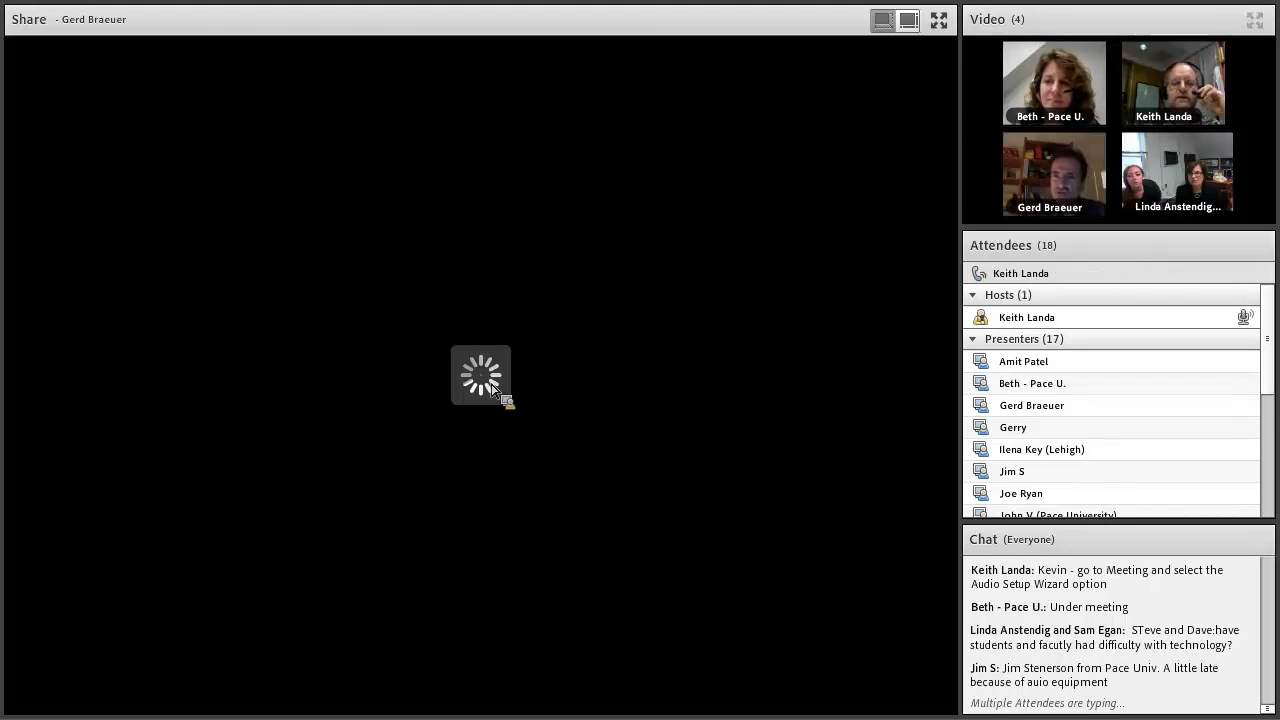 Share - Gerd Braeuer
Video (4)
Beth - Pace U.
Keith Landa
Gerd Braeuer
Linda Anstendig...
Attendees (18)
Keith Landa
Hosts (1)
Keith Landa
Presenters (17)
Amit Patel
Beth - Pace U.
Gerd Braeuer
Gerry
Ilena Key (Lehigh)
Jim S
Joe Ryan
John V (Pace University)
Chat (Everyone)
Keith Landa: Kevin - go to Meeting and select the
Audio Setup Wizard option
Beth - Pace U.: Under meeting
Linda Anstendig and Sam Egan: STeve and Dave:have
students and facutly had difficulty with technology?
Jim S: Jim Stenerson from Pace Univ. A little late
because of auio equipment
Multiple Attendees are typing...